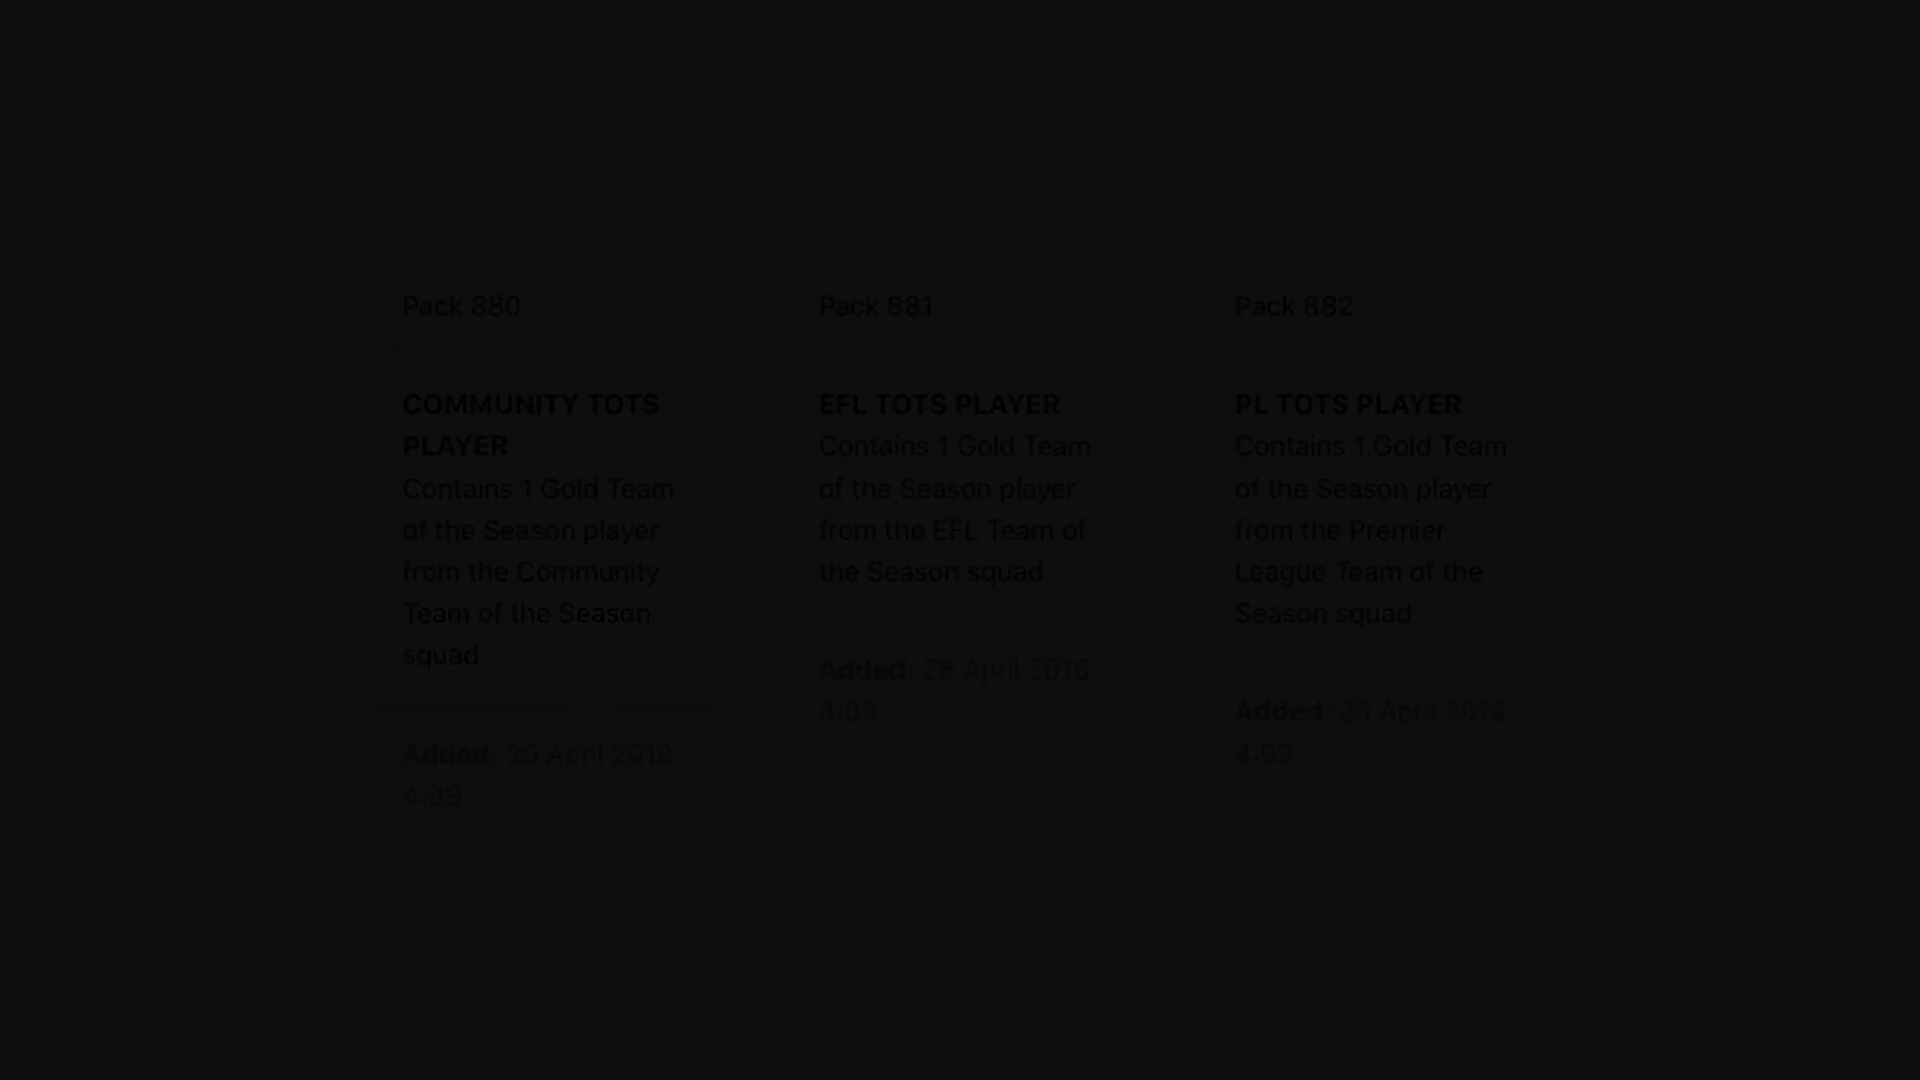 Pack 880
COMMUNITY TOTS
PLAYER
Contains 1 Gold Team
of the Season player
from the Community
Team of the Season
squad
Added: 26 April 2018
4:09
Pack 881
EFL TOTS PLAYER
Contains 1 Gold Team
of the Season player
from the EFL Team of
the Season squad
Added: 26 April 2018
4:09
Pack 882
PL TOTS PLAYER
Contains 1 Gold Team
of the Season player
from the Premier
League Team of the
Season squad
Added: 26 April 2018
4:09